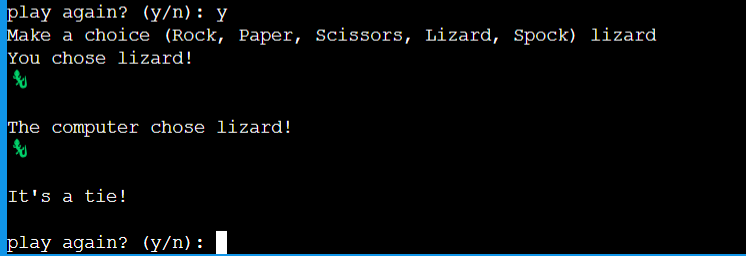 play again? (y/n): y
Make a choice (Rock, Paper, Scissors, Lizard, Spock) lizard
You chose lizard!
🦎
The computer chose lizard!
🦎
It's a tie!
play again? (y/n):